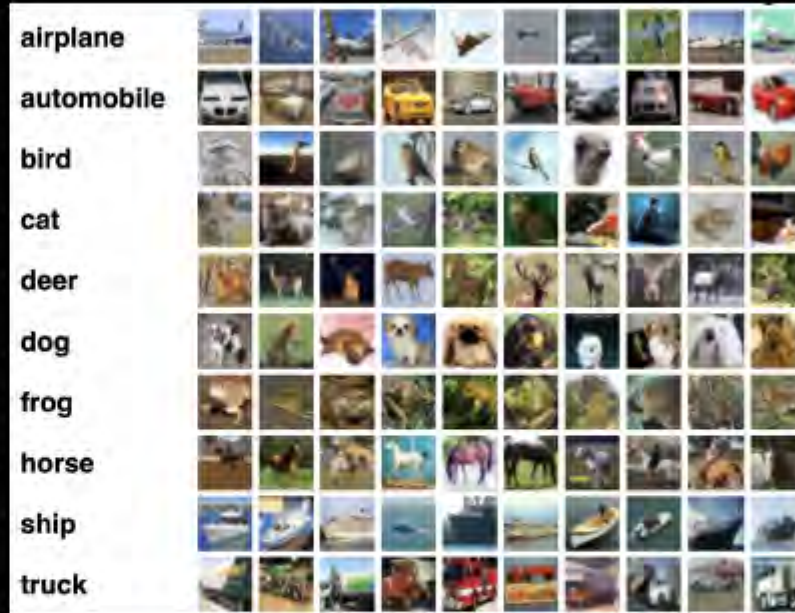 airplane
automobile
bird
cat
deer
dog
frog
horse
ship
truck